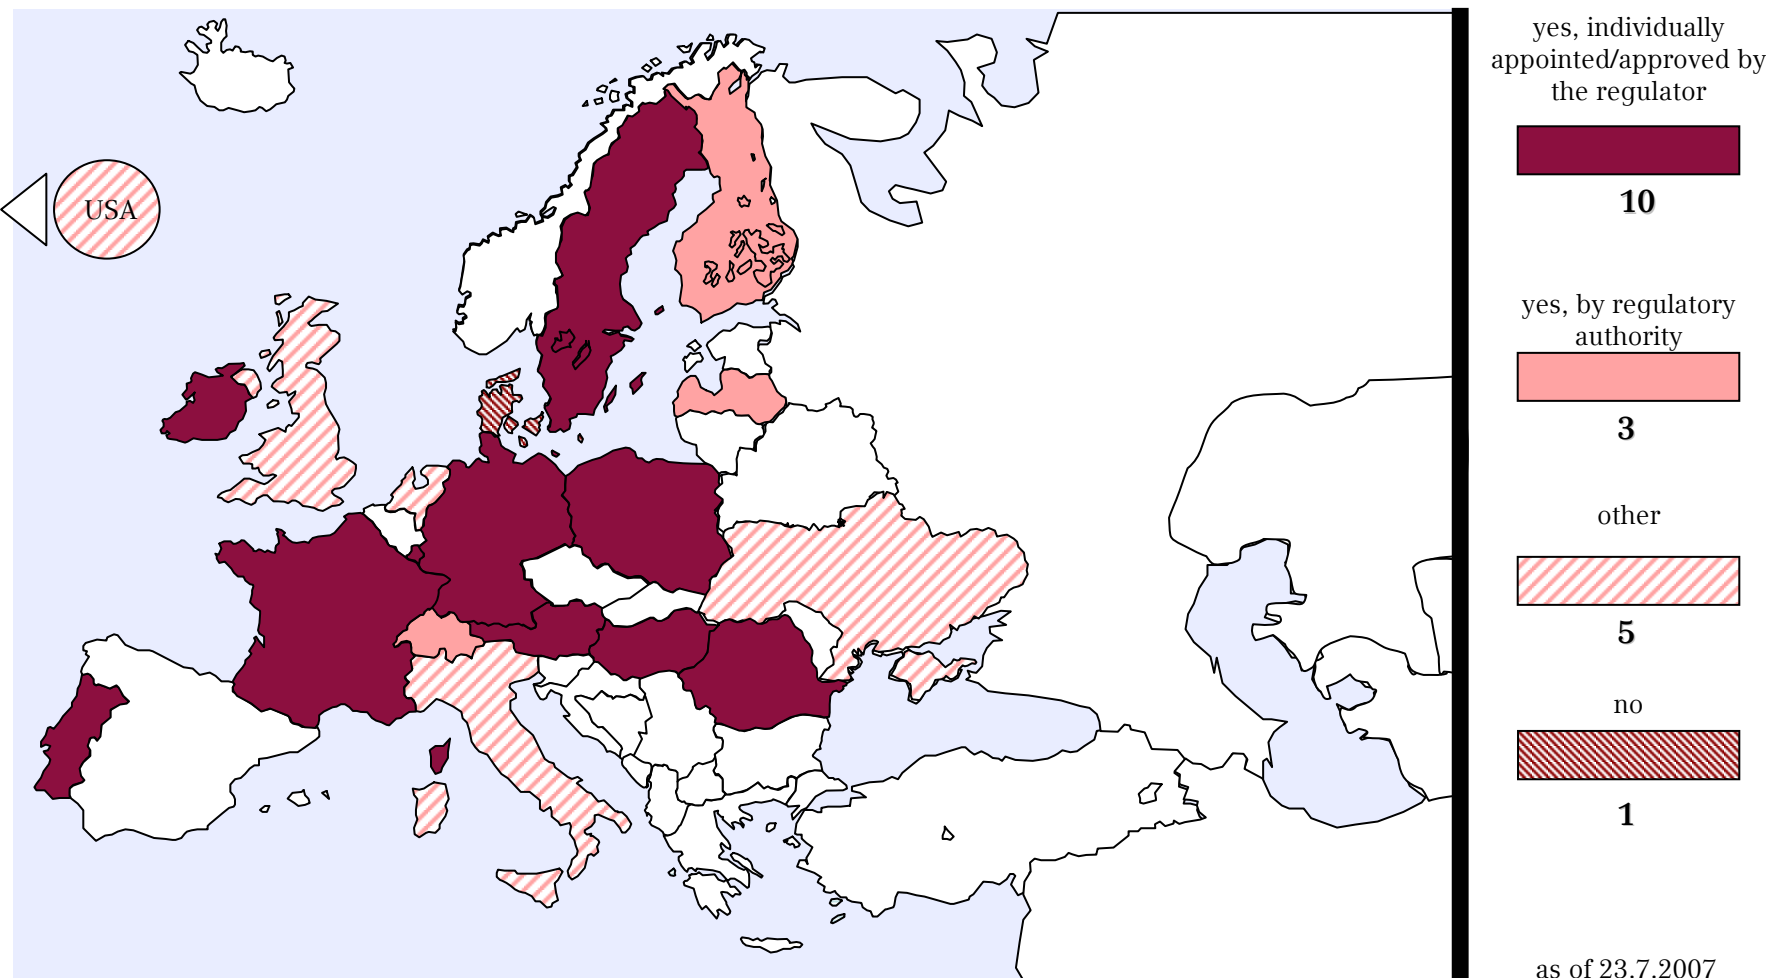 USA
yes, individually
appointed/approved by
the regulator
10
yes, by regulatory
authority
3
other
5
no
1
as of 23.7.2007